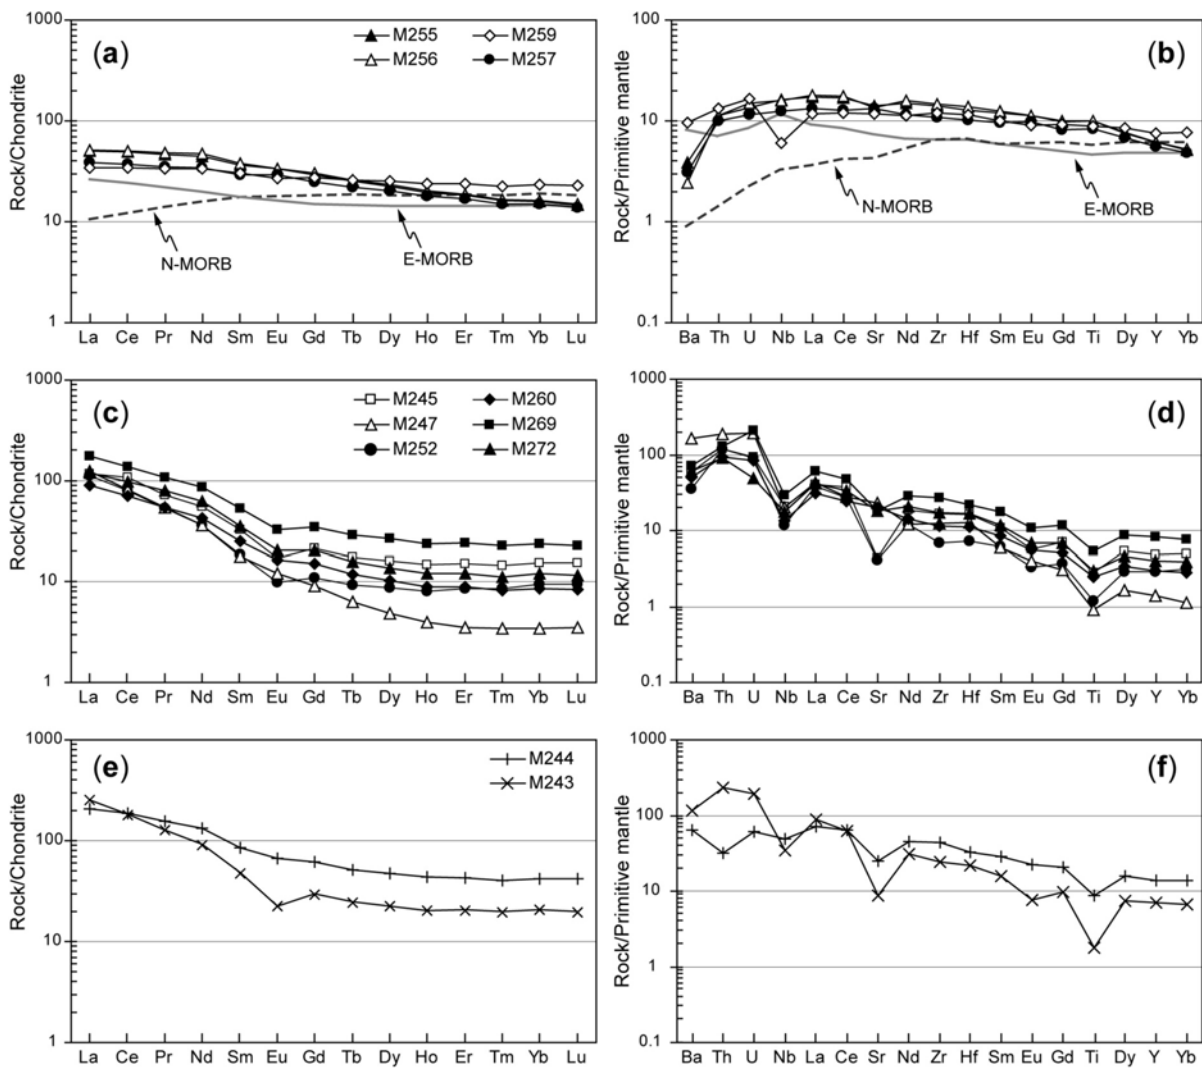 1000
(a)
M255
M259
M256
M257
100
10
1
Rock/Chondrite
N-MORB
E-MORB
La Ce Pr Nd Sm Eu Gd Tb Dy Ho Er Tm Yb Lu
100
(b)
10
1
0.1
Rock/Primitive mantle
N-MORB
E-MORB
Ba Th U Nb La Ce Sr Nd Zr Hf Sm Eu Gd Ti Dy Y Yb
1000
(c)
M245
M260
M247
M269
M252
M272
100
10
1
Rock/Chondrite
La Ce Pr Nd Sm Eu Gd Tb Dy Ho Er Tm Yb Lu
1000
(d)
100
10
1
0.1
Rock/Primitive mantle
Ba Th U Nb La Ce Sr Nd Zr Hf Sm Eu Gd Ti Dy Y Yb
1000
(e)
M244
M243
100
10
1
Rock/Chondrite
La Ce Pr Nd Sm Eu Gd Tb Dy Ho Er Tm Yb Lu
1000
(f)
100
10
1
0.1
Rock/Primitive mantle
Ba Th U Nb La Ce Sr Nd Zr Hf Sm Eu Gd Ti Dy Y Yb